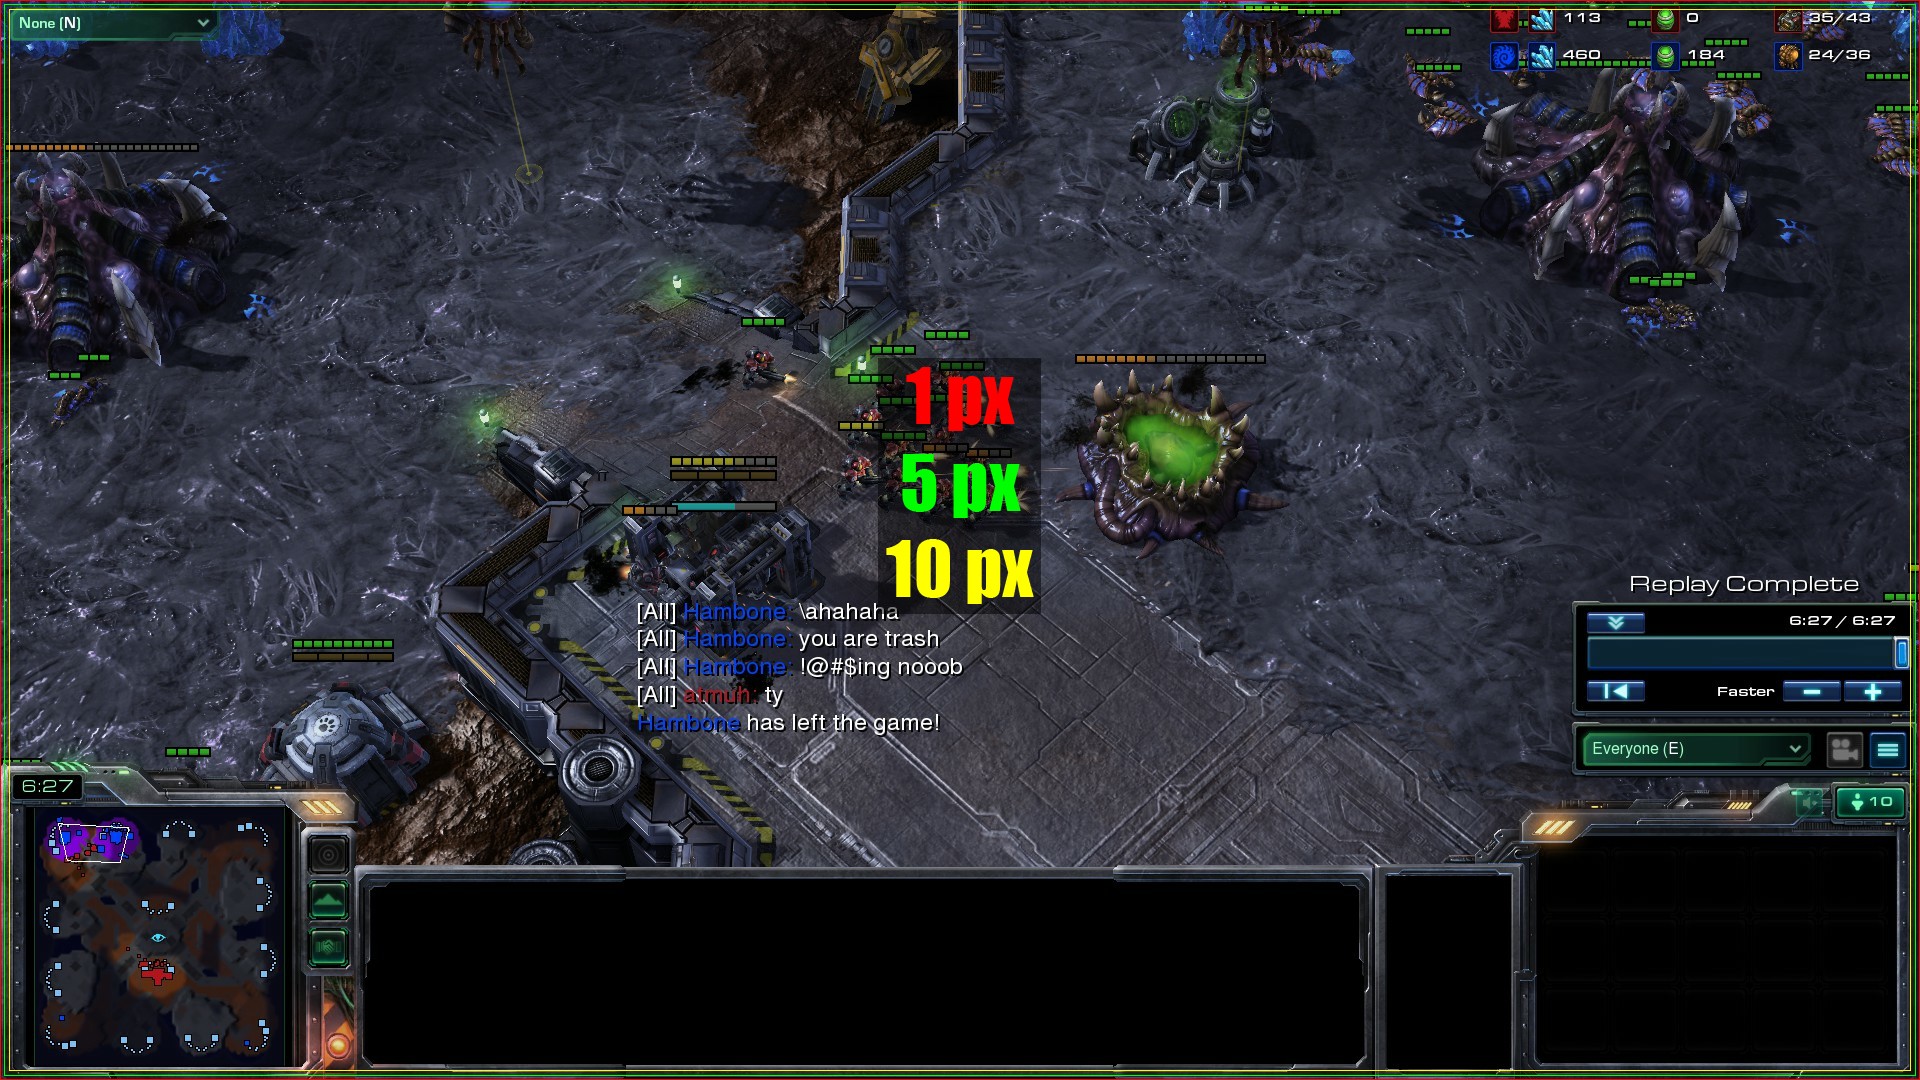 None (N)
113 0 35/43
460 184 24/36
1 px
5 px
10 px
[All] Hambone: \ahahaha
[All] Hambone: you are trash
[All] Hambone: !@#$ing nooob
[All] atmuh: ty
Hambone has left the game!
Replay Complete
6:27 / 6:27
Faster
Everyone (E)
6:27
10